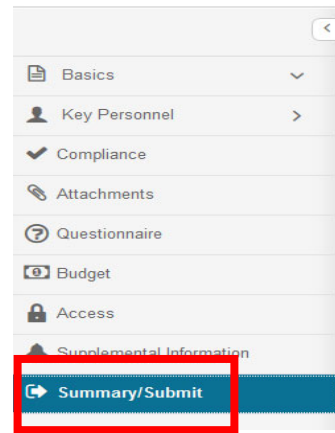 Basics
Key Personnel
Compliance
Attachments
Questionnaire
Budget
Access
Supplemental Information
Summary/Submit